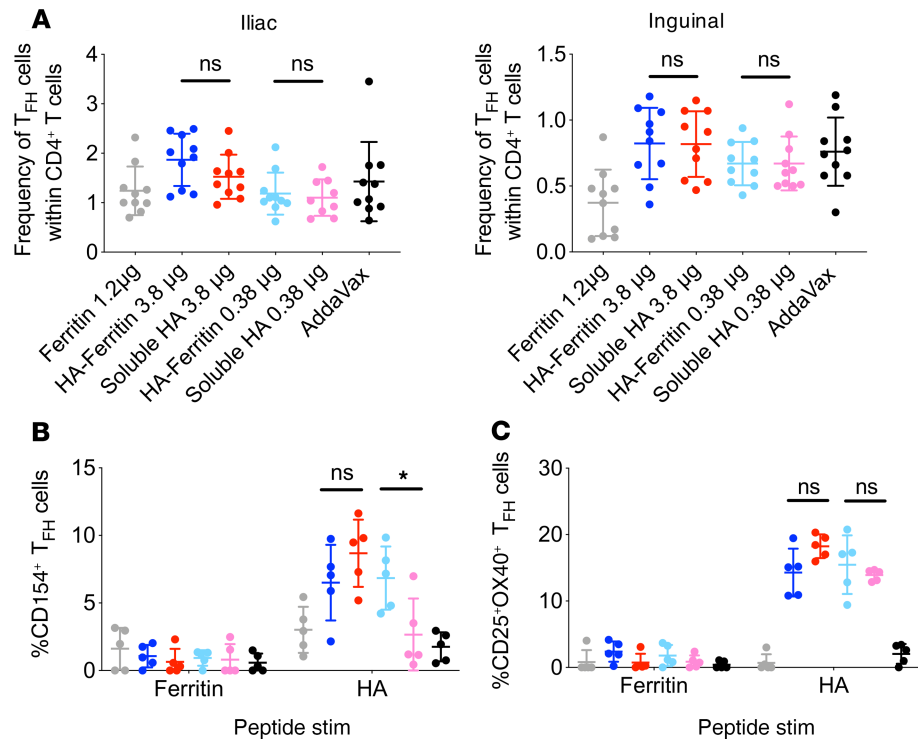 A
Iliac
Inguinal
Frequency of TFH cells
within CD4+ T cells
4
3
2
1
0
ns
ns
Ferritin 1.2µg
HA-Ferritin 3.8 µg
Soluble HA 3.8 µg
HA-Ferritin 0.38 µg
Soluble HA 0.38 µg
AddaVax
Frequency of TFH cells
within CD4+ T cells
1.5
1.0
0.5
0.0
ns
ns
Ferritin 1.2µg
HA-Ferritin 3.8 µg
Soluble HA 3.8 µg
HA-Ferritin 0.38 µg
Soluble HA 0.38 µg
AddaVax
B
%CD154+ TFH cells
15
10
5
0
ns
*
Ferritin
HA
Peptide stim
C
%CD25+OX40+ TFH cells
30
20
10
0
ns
ns
Ferritin
HA
Peptide stim